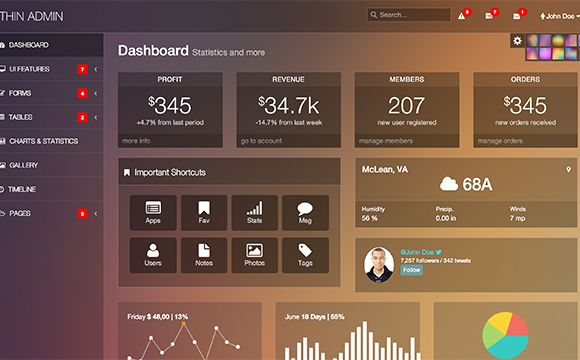 THIN ADMIN
Search...
6
7
1
John Doe
DASHBOARD
UI FEATURES 7
FORMS 4
TABLES 2
CHARTS & STATISTICS
GALLERY
TIMELINE
PAGES 8
Dashboard Statistics and more
PROFIT
$345
+4.7% from last period
more info
REVENUE
$34.7k
-14.7% from last week
go to account
MEMBERS
207
new user registered
manage members
ORDERS
$345
new orders received
manage orders
Important Shortcuts
Apps
Fav
Stats
Msg
Users
Notes
Photos
Tags
McLean, VA
68A
Humidity
56 %
Precip.
0.00 in
Winds
7 mp
@John Doe
7,257 followers / 342 tweets
Follow
Friday $ 48,00 | 13%
June 18 Days | 55%